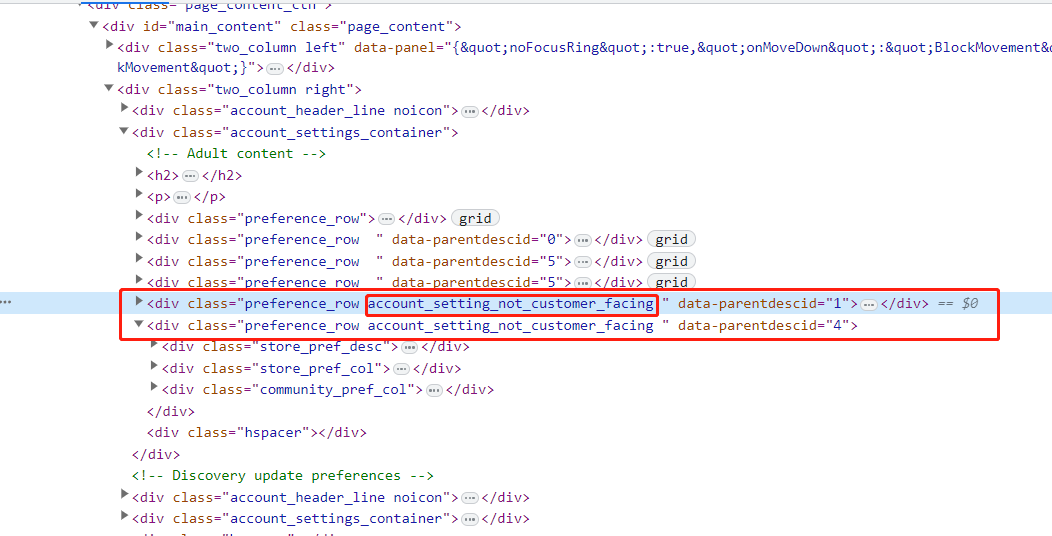 <div class="page_content_ctn">
▼<div id="main_content" class="page_content">
▶<div class="two_column left" data-panel="{&quot;noFocusRing&quot;:true,&quot;onMoveDown&quot;:&quot;BlockMovement&
kMovement&quot;}">…</div>
▼<div class="two_column right">
▶<div class="account_header_line noicon">…</div>
▼<div class="account_settings_container">
<!-- Adult content -->
▶<h2>…</h2>
▶<p>…</p>
▶<div class="preference_row">…</div> grid
▶<div class="preference_row  " data-parentdescid="0">…</div> grid
▶<div class="preference_row  " data-parentdescid="5">…</div> grid
▶<div class="preference_row  " data-parentdescid="5">…</div> grid
… ▶<div class="preference_row account_setting_not_customer_facing " data-parentdescid="1">…</div> == $0
▼<div class="preference_row account_setting_not_customer_facing " data-parentdescid="4">
▶<div class="store_pref_desc">…</div>
▶<div class="store_pref_col">…</div>
▶<div class="community_pref_col">…</div>
</div>
<div class="hspacer"></div>
</div>
<!-- Discovery update preferences -->
▶<div class="account_header_line noicon">…</div>
▶<div class="account_settings_container">…</div>